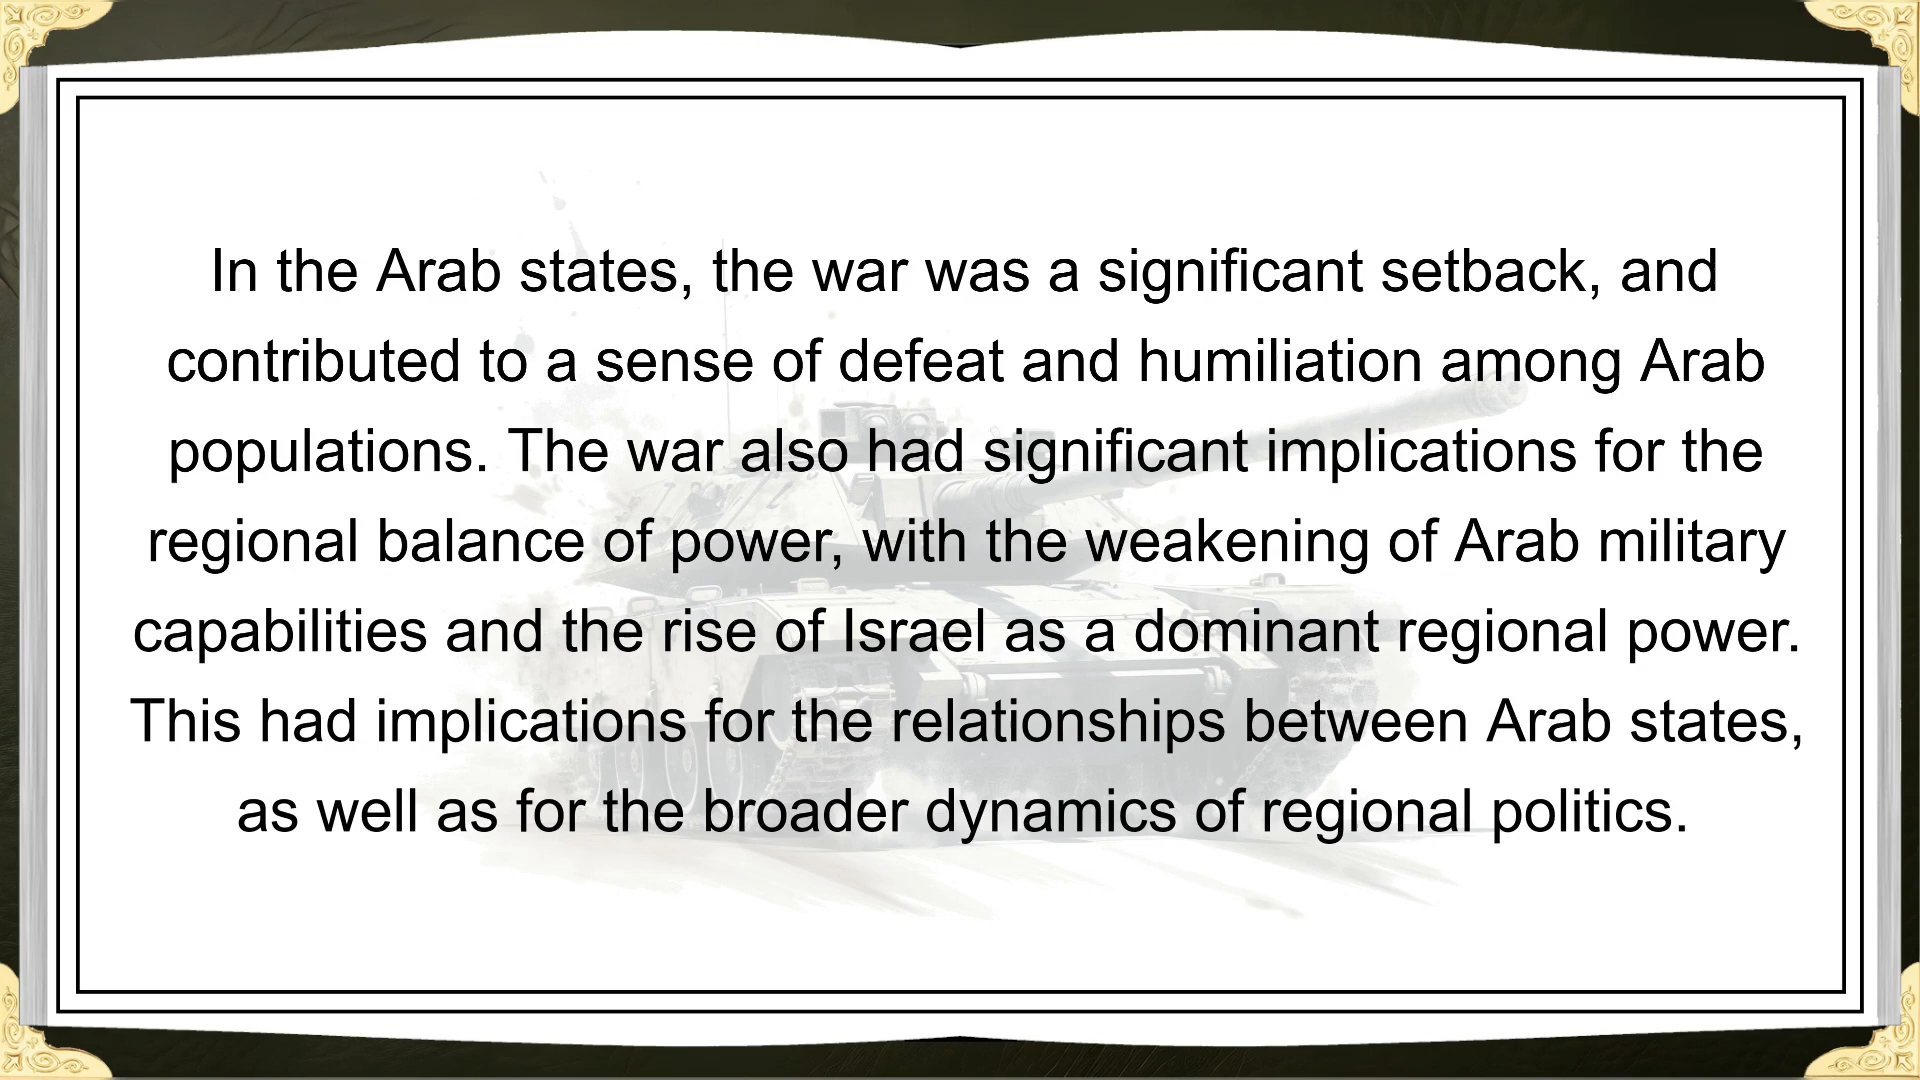 In the Arab states, the war was a significant setback, and
contributed to a sense of defeat and humiliation among Arab
populations. The war also had significant implications for the
regional balance of power, with the weakening of Arab military
capabilities and the rise of Israel as a dominant regional power.
This had implications for the relationships between Arab states,
as well as for the broader dynamics of regional politics.